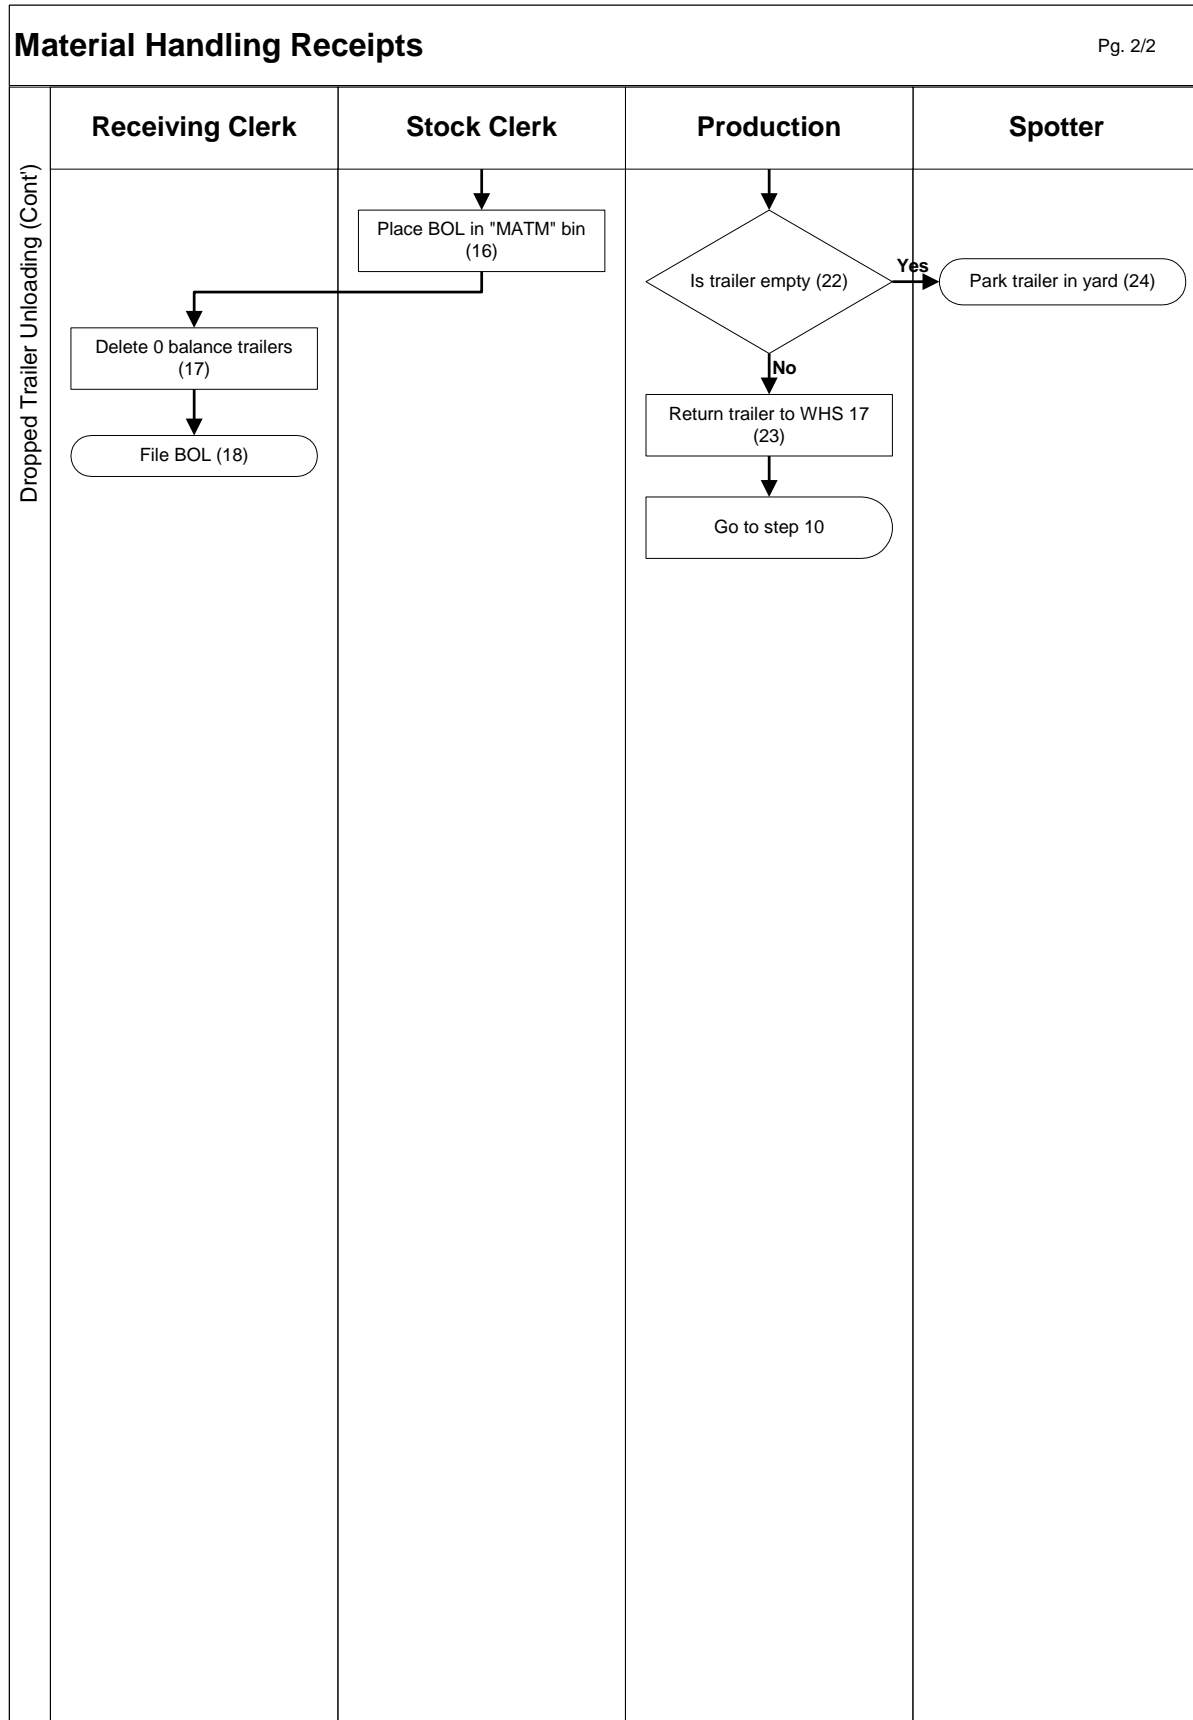 Material Handling Receipts
Pg. 2/2
Receiving Clerk
Stock Clerk
Production
Spotter
Dropped Trailer Unloading (Cont')
Place BOL in "MATM" bin
(16)
Is trailer empty (22)
Yes
Park trailer in yard (24)
Delete 0 balance trailers
(17)
No
Return trailer to WHS 17
(23)
File BOL (18)
Go to step 10